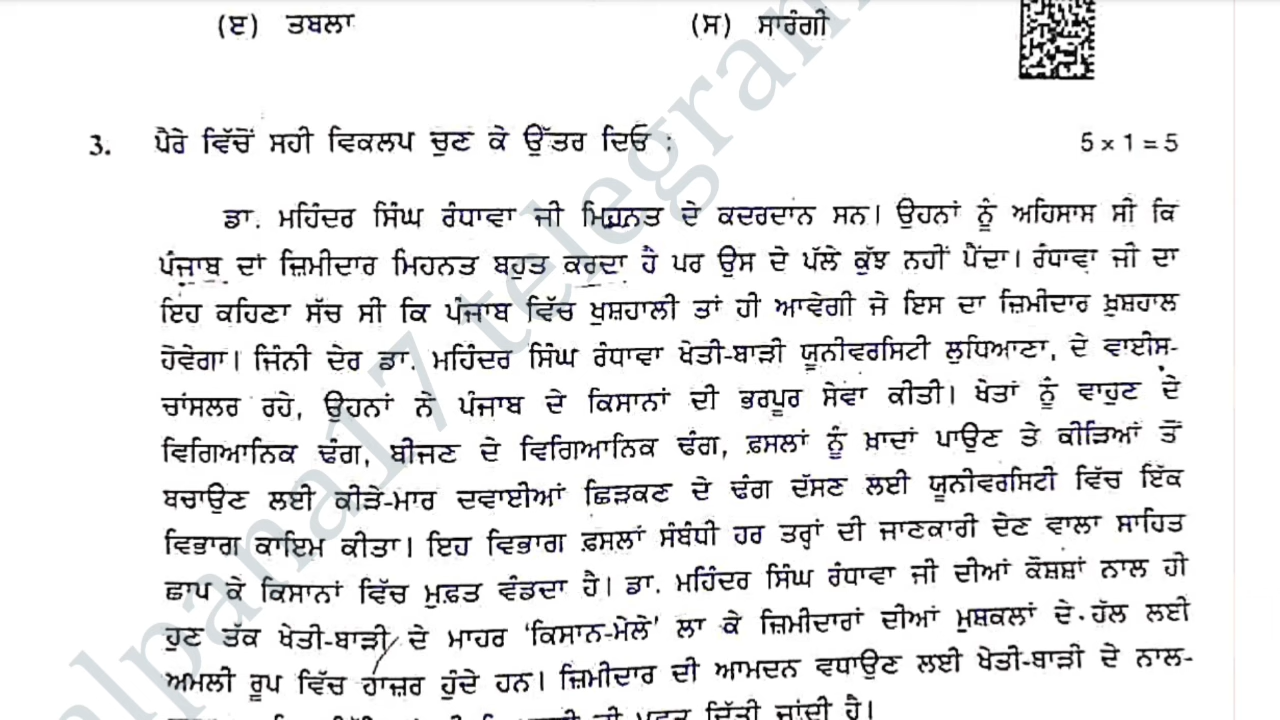 (ੲ) ਤਬਲਾ (ਸ) ਸਾਰੰਗੀ
3. ਪੈਰੇ ਵਿੱਚੋਂ ਸਹੀ ਵਿਕਲਪ ਚੁਣ ਕੇ ਉੱਤਰ ਦਿਓ : 5 × 1 = 5
ਡਾ. ਮਹਿੰਦਰ ਸਿੰਘ ਰੰਧਾਵਾ ਜੀ ਮਿਹਨਤ ਦੇ ਕਦਰਦਾਨ ਸਨ। ਉਹਨਾਂ ਨੂੰ ਅਹਿਸਾਸ ਸੀ ਕਿ
ਪੰਜਾਬ ਦਾਂ ਜ਼ਿਮੀਦਾਰ ਮਿਹਨਤ ਬਹੁਤ ਕਰਦਾ ਹੈ ਪਰ ਉਸ ਦੇ ਪੱਲੇ ਕੁੱਝ ਨਹੀਂ ਪੈਂਦਾ। ਰੰਧਾਵਾ ਜੀ ਦਾ
ਇਹ ਕਹਿਣਾ ਸੱਚ ਸੀ ਕਿ ਪੰਜਾਬ ਵਿੱਚ ਖੁਸ਼ਹਾਲੀ ਤਾਂ ਹੀ ਆਵੇਗੀ ਜੇ ਇਸ ਦਾ ਜ਼ਿਮੀਦਾਰ ਖ਼ੁਸ਼ਹਾਲ
ਹੋਵੇਗਾ। ਜਿੰਨੀ ਦੇਰ ਡਾ. ਮਹਿੰਦਰ ਸਿੰਘ ਰੰਧਾਵਾ ਖੇਤੀ-ਬਾੜੀ ਯੂਨੀਵਰਸਿਟੀ ਲੁਧਿਆਣਾ, ਦੇ ਵਾਈਸ-
ਚਾਂਸਲਰ ਰਹੇ, ਉਹਨਾਂ ਨੇ ਪੰਜਾਬ ਦੇ ਕਿਸਾਨਾਂ ਦੀ ਭਰਪੂਰ ਸੇਵਾ ਕੀਤੀ। ਖੇਤਾਂ ਨੂੰ ਵਾਹੁਣ ਦੇ
ਵਿਗਿਆਨਿਕ ਢੰਗ, ਬੀਜਣ ਦੇ ਵਿਗਿਆਨਿਕ ਢੰਗ, ਫ਼ਸਲਾਂ ਨੂੰ ਖ਼ਾਦਾਂ ਪਾਉਣ ਤੇ ਕੀੜਿਆਂ ਤੋਂ
ਬਚਾਉਣ ਲਈ ਕੀੜੇ-ਮਾਰ ਦਵਾਈਆਂ ਛਿੜਕਣ ਦੇ ਢੰਗ ਦੱਸਣ ਲਈ ਯੂਨੀਵਰਸਿਟੀ ਵਿੱਚ ਇੱਕ
ਵਿਭਾਗ ਕਾਇਮ ਕੀਤਾ। ਇਹ ਵਿਭਾਗ ਫ਼ਸਲਾਂ ਸੰਬੰਧੀ ਹਰ ਤਰ੍ਹਾਂ ਦੀ ਜਾਣਕਾਰੀ ਦੇਣ ਵਾਲਾ ਸਾਹਿਤ
ਛਾਪ ਕੇ ਕਿਸਾਨਾਂ ਵਿੱਚ ਮੁਫ਼ਤ ਵੰਡਦਾ ਹੈ। ਡਾ. ਮਹਿੰਦਰ ਸਿੰਘ ਰੰਧਾਵਾ ਜੀ ਦੀਆਂ ਕੋਸ਼ਸ਼ਾਂ ਨਾਲ ਹੀ
ਹੁਣ ਤੱਕ ਖੇਤੀ-ਬਾੜੀ ਦੇ ਮਾਹਰ ‘ਕਿਸਾਨ-ਮੇਲੇ’ ਲਾ ਕੇ ਜ਼ਿਮੀਦਾਰਾਂ ਦੀਆਂ ਮੁਸ਼ਕਲਾਂ ਦੇ ਹੱਲ ਲਈ
ਅਮਲੀ ਰੂਪ ਵਿੱਚ ਹਾਜ਼ਰ ਹੁੰਦੇ ਹਨ। ਜ਼ਿਮੀਦਾਰ ਦੀ ਆਮਦਨ ਵਧਾਉਣ ਲਈ ਖੇਤੀ-ਬਾੜੀ ਦੇ ਨਾਲ-
ਮੁਫ਼ਤ ਦਿੱਤੀ ਜਾਂਦੀ ਹੈ।
alpana17 telegram